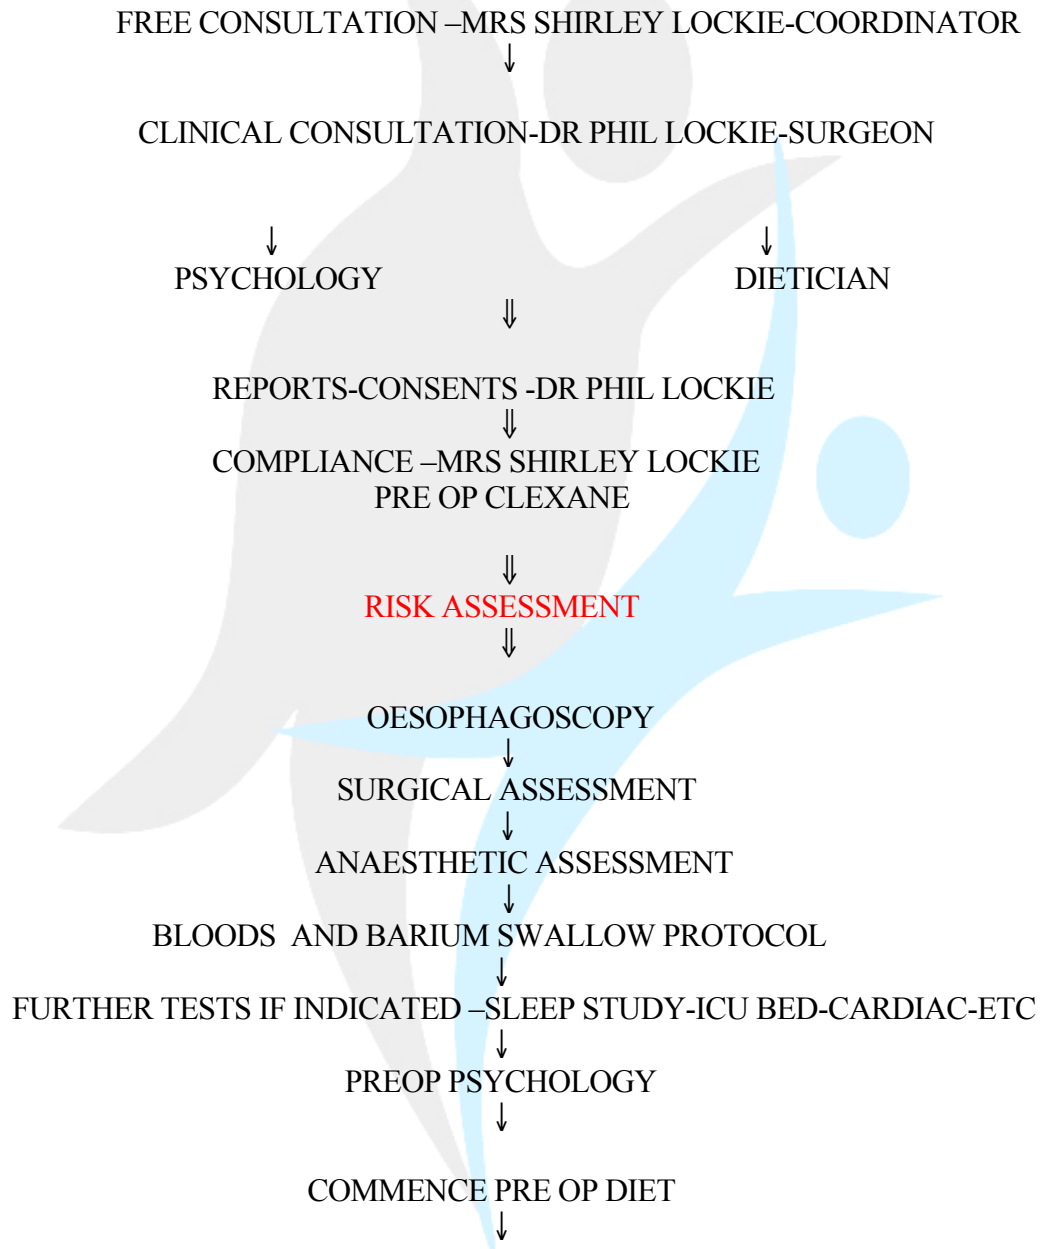 FREE CONSULTATION –MRS SHIRLEY LOCKIE-COORDINATOR
↓
CLINICAL CONSULTATION-DR PHIL LOCKIE-SURGEON
↓ ↓
PSYCHOLOGY DIETICIAN
⇓
REPORTS-CONSENTS -DR PHIL LOCKIE
⇓
COMPLIANCE –MRS SHIRLEY LOCKIE
PRE OP CLEXANE
⇓
RISK ASSESSMENT
⇓
OESOPHAGOSCOPY
↓
SURGICAL ASSESSMENT
↓
ANAESTHETIC ASSESSMENT
↓
BLOODS AND BARIUM SWALLOW PROTOCOL
↓
FURTHER TESTS IF INDICATED –SLEEP STUDY-ICU BED-CARDIAC-ETC
↓
PREOP PSYCHOLOGY
↓
COMMENCE PRE OP DIET
↓